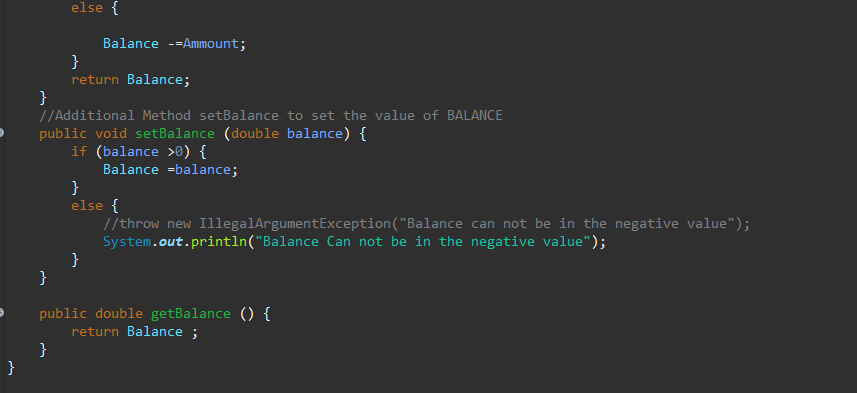 else {
Balance -=Ammount;
}
return Balance;
}
//Additional Method setBalance to set the value of BALANCE
public void setBalance (double balance) {
if (balance >0) {
Balance =balance;
}
else {
//throw new IllegalArgumentException("Balance can not be in the negative value");
System.out.println("Balance Can not be in the negative value");
}
}
public double getBalance () {
return Balance ;
}
}